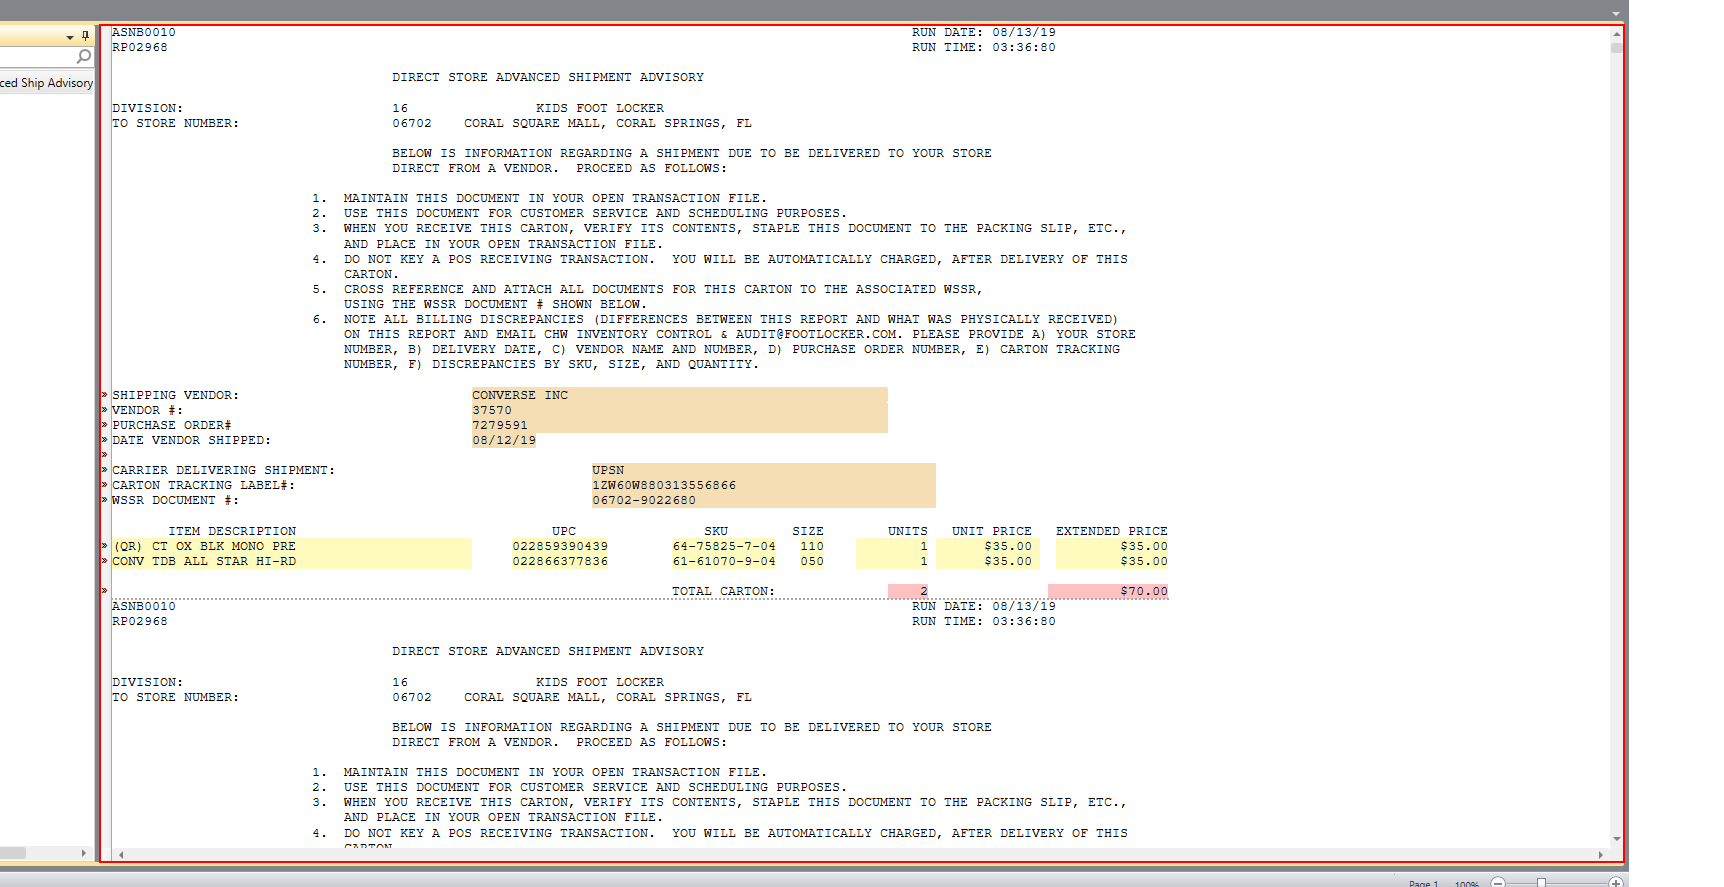 ASNB0010 RUN DATE: 08/13/19
RP02968 RUN TIME: 03:36:80
ced Ship Advisory
DIRECT STORE ADVANCED SHIPMENT ADVISORY
DIVISION: 16 KIDS FOOT LOCKER
TO STORE NUMBER: 06702 CORAL SQUARE MALL, CORAL SPRINGS, FL
BELOW IS INFORMATION REGARDING A SHIPMENT DUE TO BE DELIVERED TO YOUR STORE
DIRECT FROM A VENDOR. PROCEED AS FOLLOWS:
1. MAINTAIN THIS DOCUMENT IN YOUR OPEN TRANSACTION FILE.
2. USE THIS DOCUMENT FOR CUSTOMER SERVICE AND SCHEDULING PURPOSES.
3. WHEN YOU RECEIVE THIS CARTON, VERIFY ITS CONTENTS, STAPLE THIS DOCUMENT TO THE PACKING SLIP, ETC.,
AND PLACE IN YOUR OPEN TRANSACTION FILE.
4. DO NOT KEY A POS RECEIVING TRANSACTION. YOU WILL BE AUTOMATICALLY CHARGED, AFTER DELIVERY OF THIS
CARTON.
5. CROSS REFERENCE AND ATTACH ALL DOCUMENTS FOR THIS CARTON TO THE ASSOCIATED WSSR,
USING THE WSSR DOCUMENT # SHOWN BELOW.
6. NOTE ALL BILLING DISCREPANCIES (DIFFERENCES BETWEEN THIS REPORT AND WHAT WAS PHYSICALLY RECEIVED)
ON THIS REPORT AND EMAIL CHW INVENTORY CONTROL & AUDIT@FOOTLOCKER.COM. PLEASE PROVIDE A) YOUR STORE
NUMBER, B) DELIVERY DATE, C) VENDOR NAME AND NUMBER, D) PURCHASE ORDER NUMBER, E) CARTON TRACKING
NUMBER, F) DISCREPANCIES BY SKU, SIZE, AND QUANTITY.
» SHIPPING VENDOR: CONVERSE INC
» VENDOR #: 37570
» PURCHASE ORDER# 7279591
» DATE VENDOR SHIPPED: 08/12/19
»
» CARRIER DELIVERING SHIPMENT: UPSN
» CARTON TRACKING LABEL#: 1ZW60W880313556866
» WSSR DOCUMENT #: 06702-9022680
ITEM DESCRIPTION UPC SKU SIZE UNITS UNIT PRICE EXTENDED PRICE
» (QR) CT OX BLK MONO PRE 022859390439 64-75825-7-04 110 1 $35.00 $35.00
» CONV TDB ALL STAR HI-RD 022866377836 61-61070-9-04 050 1 $35.00 $35.00
» TOTAL CARTON: 2 $70.00
ASNB0010 RUN DATE: 08/13/19
RP02968 RUN TIME: 03:36:80
DIRECT STORE ADVANCED SHIPMENT ADVISORY
DIVISION: 16 KIDS FOOT LOCKER
TO STORE NUMBER: 06702 CORAL SQUARE MALL, CORAL SPRINGS, FL
BELOW IS INFORMATION REGARDING A SHIPMENT DUE TO BE DELIVERED TO YOUR STORE
DIRECT FROM A VENDOR. PROCEED AS FOLLOWS:
1. MAINTAIN THIS DOCUMENT IN YOUR OPEN TRANSACTION FILE.
2. USE THIS DOCUMENT FOR CUSTOMER SERVICE AND SCHEDULING PURPOSES.
3. WHEN YOU RECEIVE THIS CARTON, VERIFY ITS CONTENTS, STAPLE THIS DOCUMENT TO THE PACKING SLIP, ETC.,
AND PLACE IN YOUR OPEN TRANSACTION FILE.
4. DO NOT KEY A POS RECEIVING TRANSACTION. YOU WILL BE AUTOMATICALLY CHARGED, AFTER DELIVERY OF THIS
CARTON
Page 1 100%